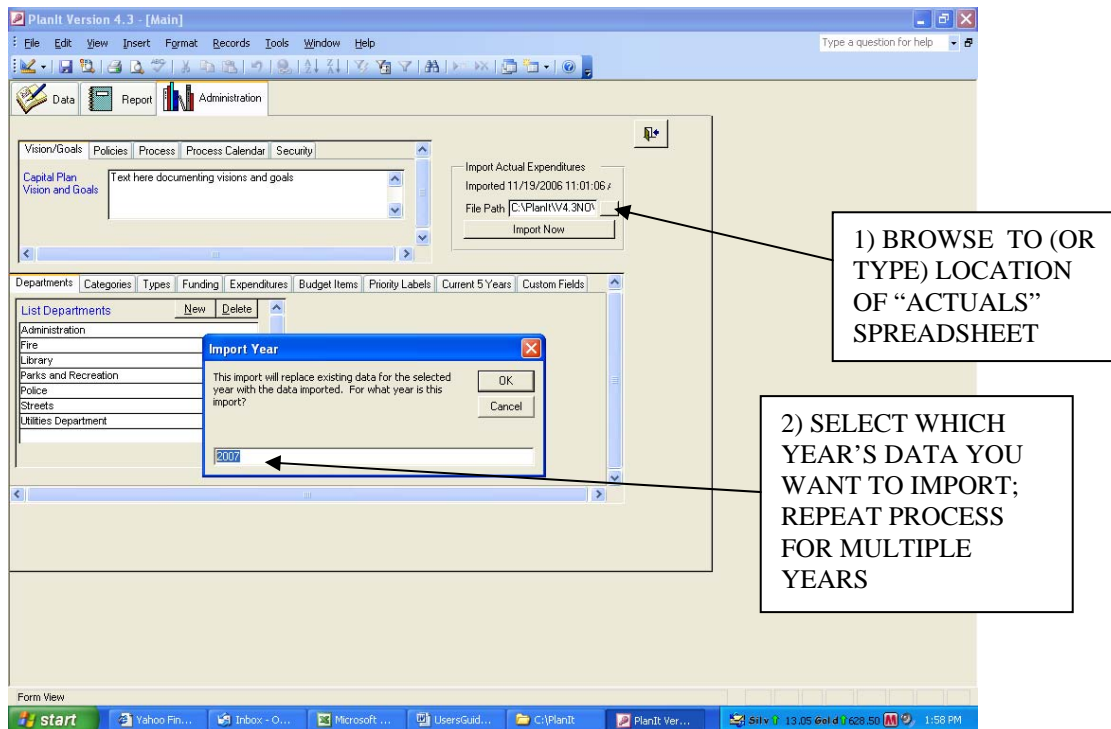 PlanIt Version 4.3 - [Main]
File Edit View Insert Format Records Tools Window Help
Type a question for help
Data Report Administration
Vision/Goals Policies Process Process Calendar Security
Capital Plan
Vision and Goals
Text here documenting visions and goals
Import Actual Expenditures
Imported 11/19/2006 11:01:06
File Path C:\PlanIt\V4.3NO\
Import Now
1) BROWSE TO (OR
TYPE) LOCATION
OF “ACTUALS”
SPREADSHEET
Departments Categories Types Funding Expenditures Budget Items Priority Labels Current 5 Years Custom Fields
List Departments New Delete
Administration
Fire
Library
Parks and Recreation
Police
Streets
Utilities Department
Import Year
This import will replace existing data for the selected
year with the data imported. For what year is this
import?
OK
Cancel
2007
2) SELECT WHICH
YEAR’S DATA YOU
WANT TO IMPORT;
REPEAT PROCESS
FOR MULTIPLE
YEARS
Form View
start Yahoo Fin... Inbox - O... Microsoft ... UsersGuid... C:\PlanIt PlanIt Ver... Silv 13.05 Gold 628.50 1:58 PM